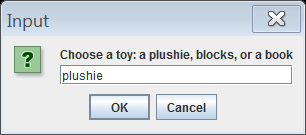 Input
Choose a toy: a plushie, blocks, or a book
?
plushie
OK Cancel